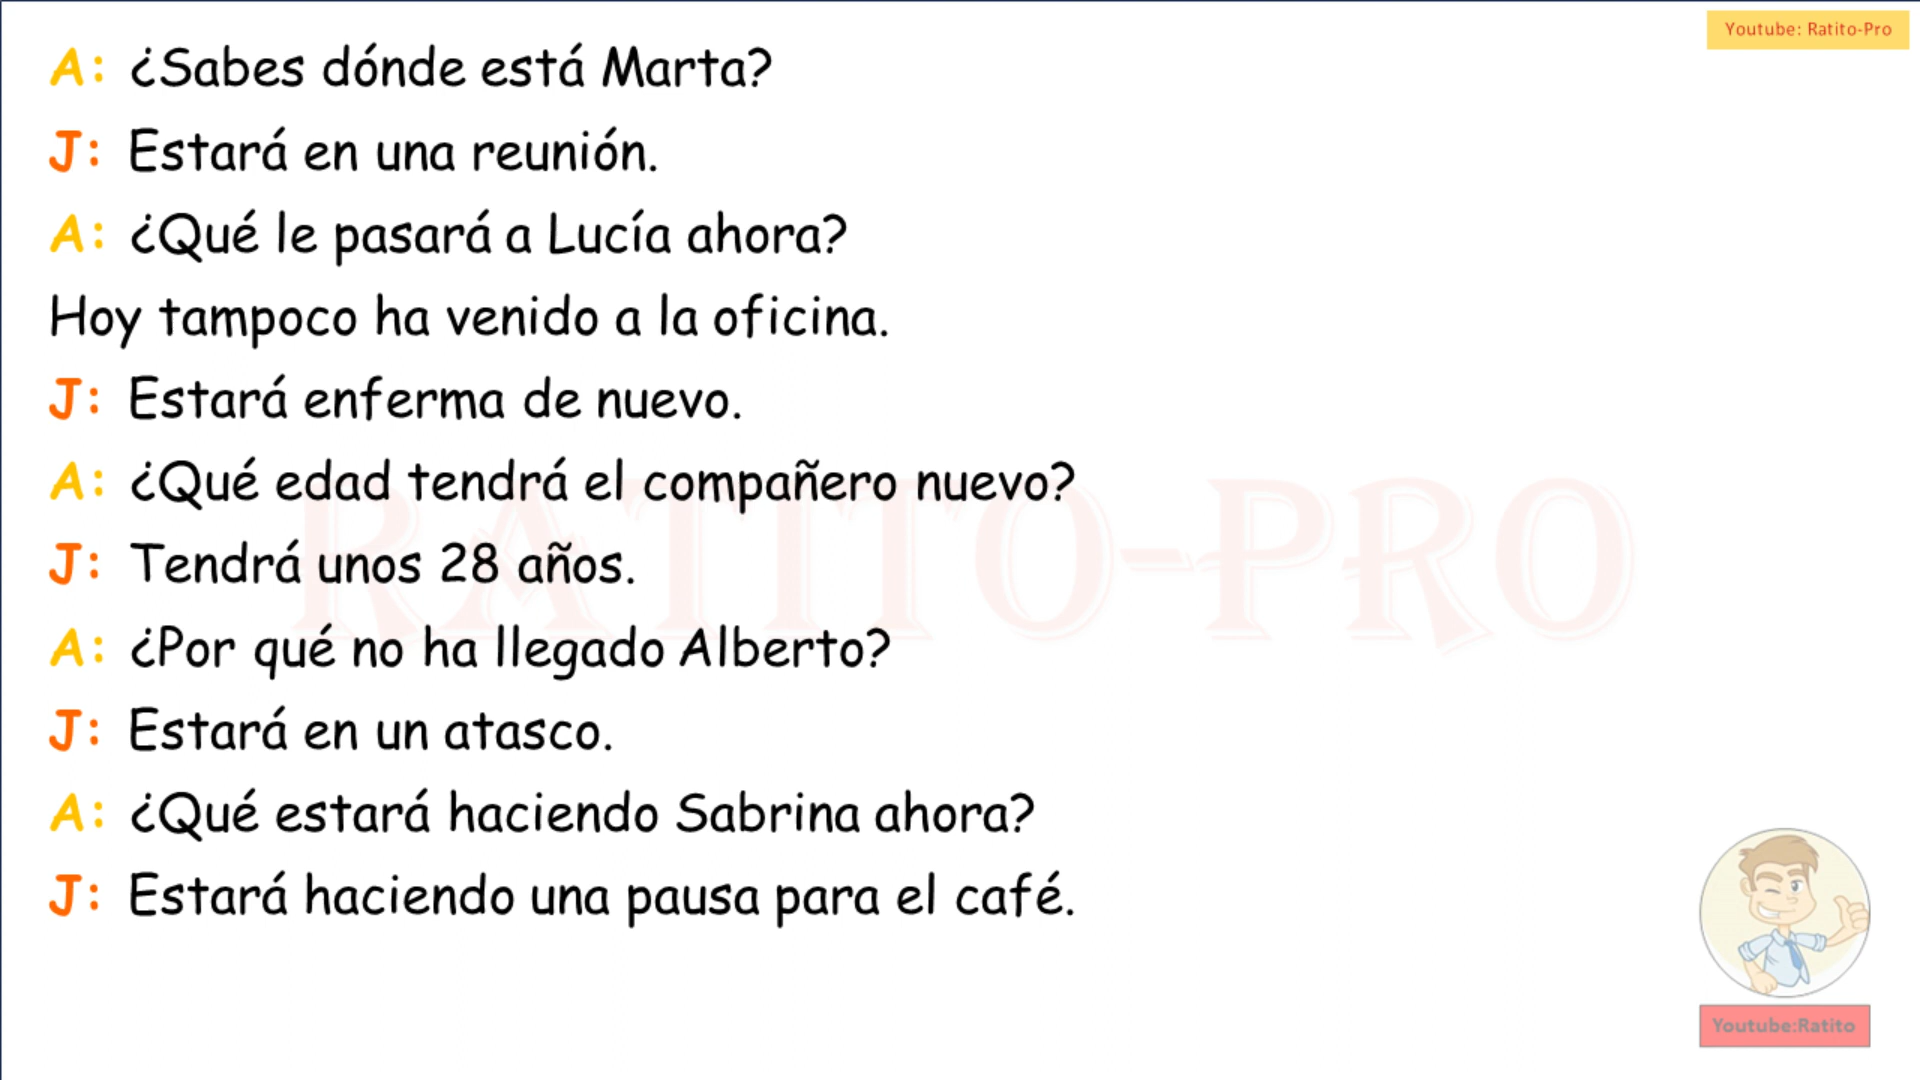 Youtube: Ratito-Pro
A: ¿Sabes dónde está Marta?
J: Estará en una reunión.
A: ¿Qué le pasará a Lucía ahora?
Hoy tampoco ha venido a la oficina.
J: Estará enferma de nuevo.
A: ¿Qué edad tendrá el compañero nuevo?
J: Tendrá unos 28 años.
RATITO-PRO
A: ¿Por qué no ha llegado Alberto?
J: Estará en un atasco.
A: ¿Qué estará haciendo Sabrina ahora?
J: Estará haciendo una pausa para el café.
Youtube:Ratito